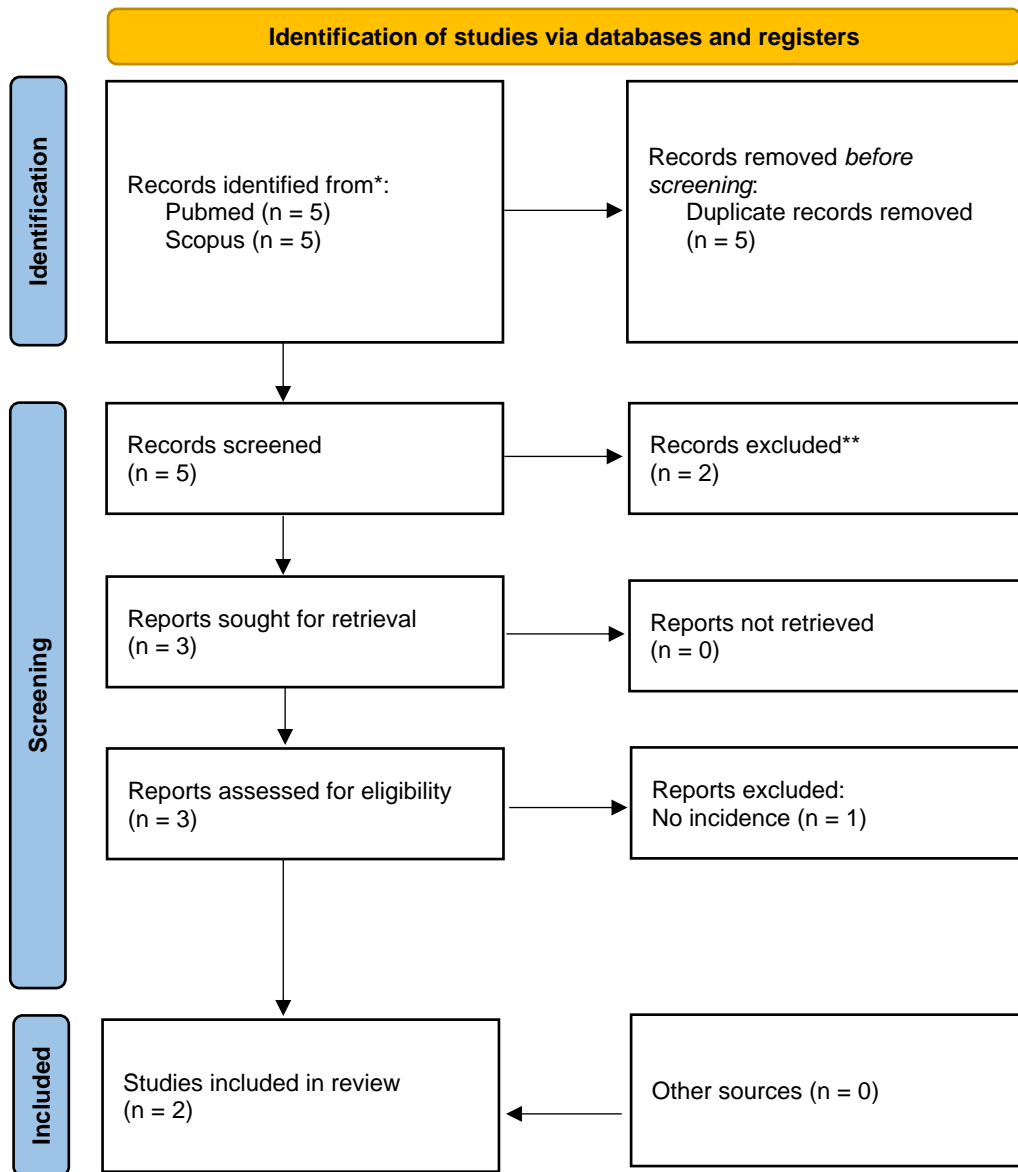 Identification of studies via databases and registers
Identification
Records identified from*:
Pubmed (n = 5)
Scopus (n = 5)
Records removed before
screening:
Duplicate records removed
(n = 5)
Screening
Records screened
(n = 5)
Records excluded**
(n = 2)
Reports sought for retrieval
(n = 3)
Reports not retrieved
(n = 0)
Reports assessed for eligibility
(n = 3)
Reports excluded:
No incidence (n = 1)
Included
Studies included in review
(n = 2)
Other sources (n = 0)